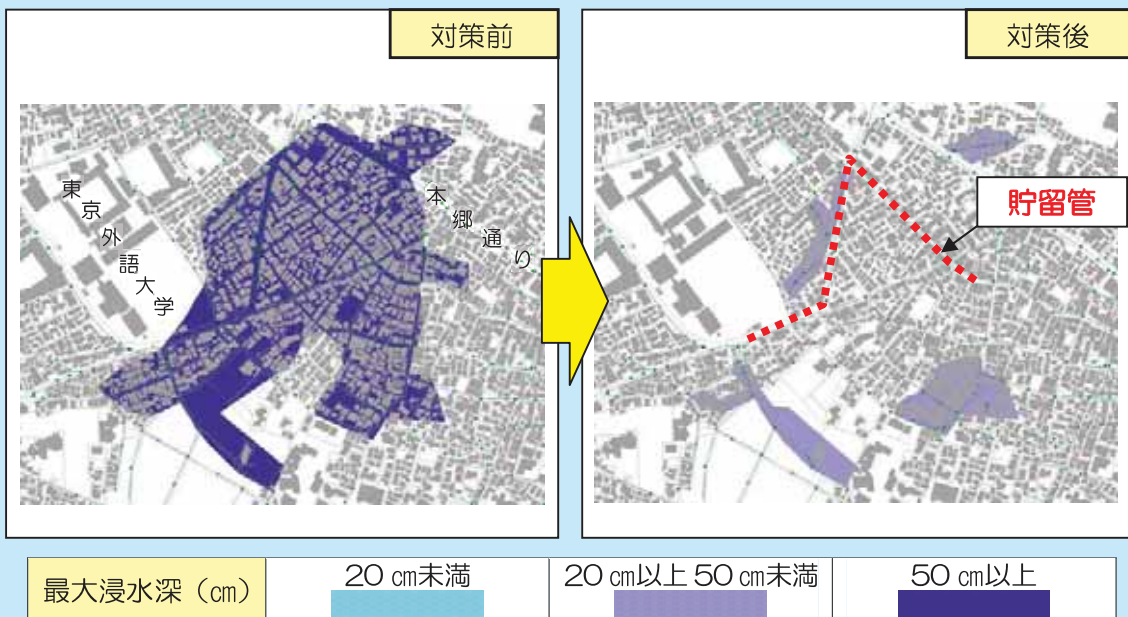 対策前
対策後
東京外語大学
本郷通り
貯留管
最大浸水深（cm）
20 cm未満
20 cm以上 50 cm未満
50 cm以上